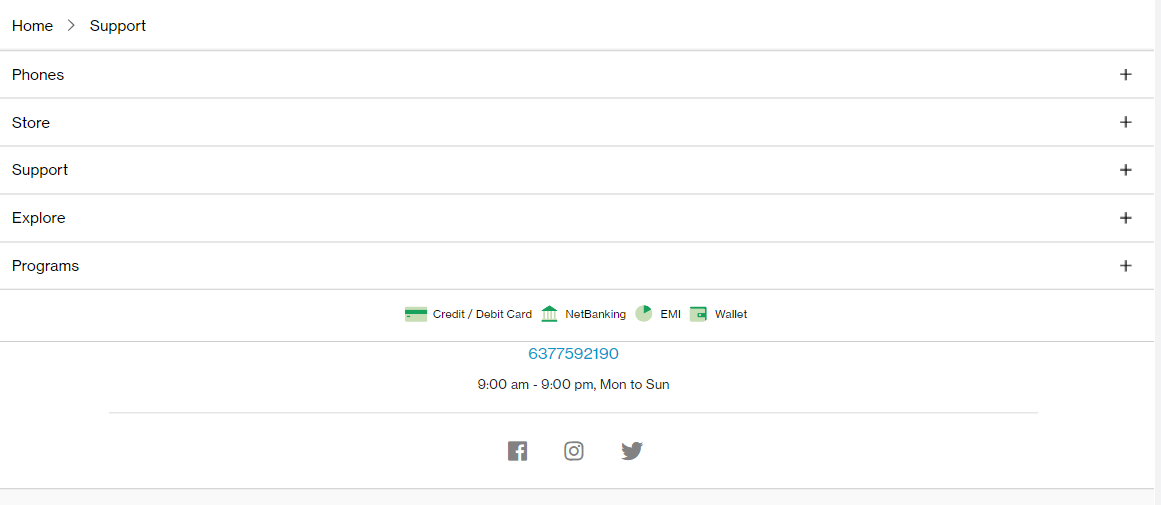 Home > Support
Phones
Store
Support
Explore
Programs
Credit / Debit Card NetBanking EMI Wallet
6377592190
9:00 am - 9:00 pm, Mon to Sun